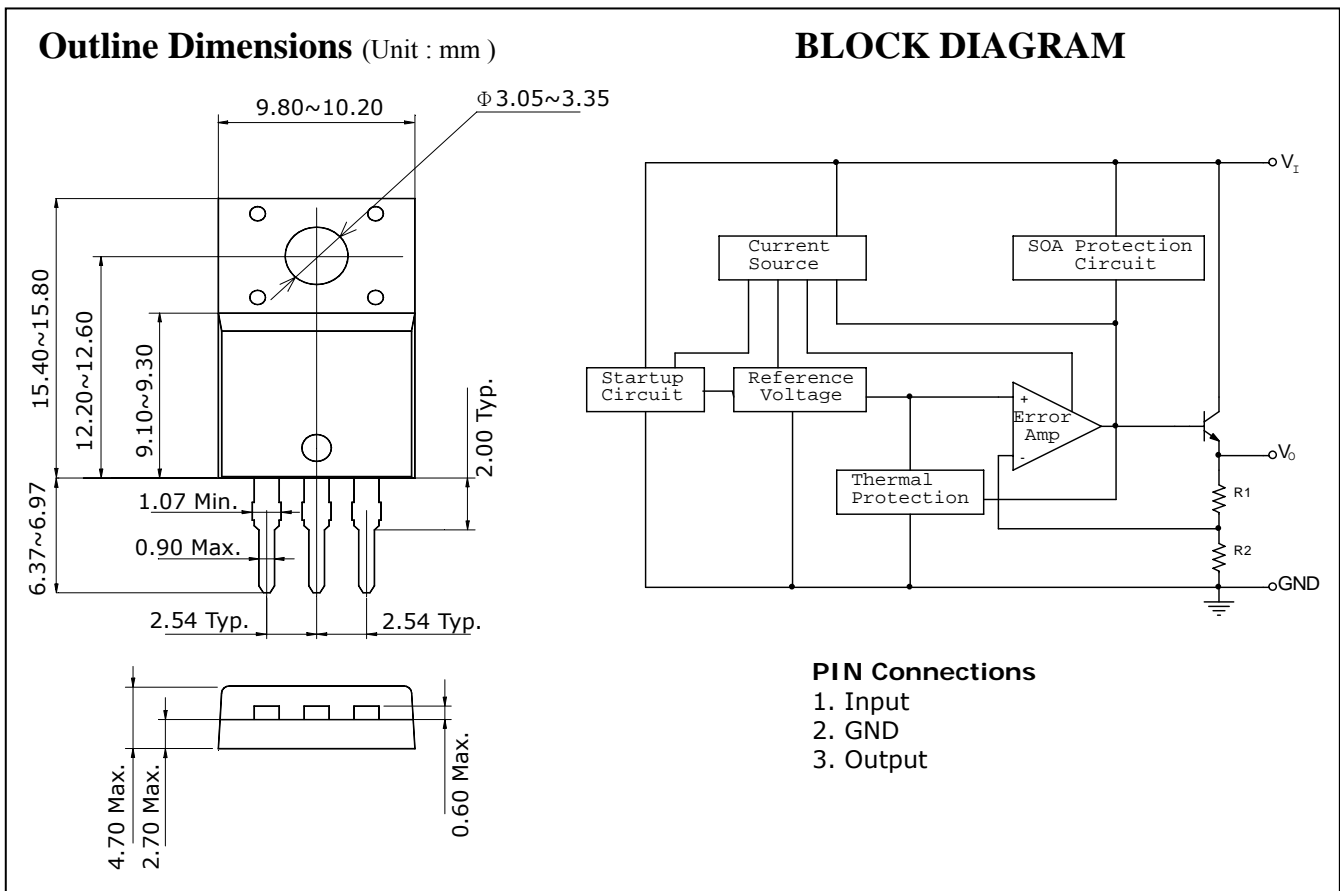 Outline Dimensions (Unit : mm )
9.80~10.20
Φ3.05~3.35
15.40~15.80
12.20~12.60
9.10~9.30
2.00 Typ.
6.37~6.97
1.07 Min.
0.90 Max.
2.54 Typ.
2.54 Typ.
4.70 Max.
2.70 Max.
0.60 Max.
BLOCK DIAGRAM
VI
Current
Source
SOA Protection
Circuit
Startup
Circuit
Reference
Voltage
+
Error
Amp
-
Thermal
Protection
VO
R1
R2
GND
PIN Connections
1. Input
2. GND
3. Output